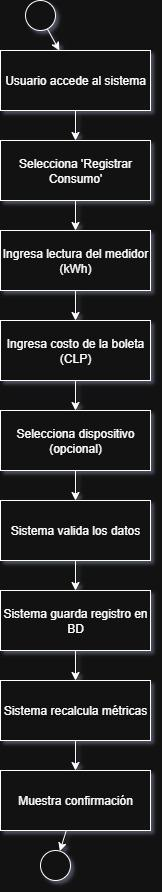 Usuario accede al sistema
Selecciona 'Registrar
Consumo'
Ingresa lectura del medidor
(kWh)
Ingresa costo de la boleta
(CLP)
Selecciona dispositivo
(opcional)
Sistema valida los datos
Sistema guarda registro en
BD
Sistema recalcula métricas
Muestra confirmación